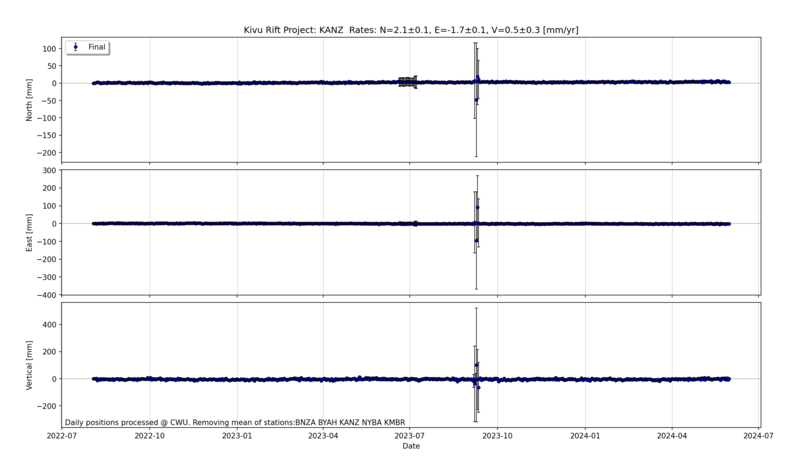 Kivu Rift Project: KANZ  Rates: N=2.1±0.1, E=-1.7±0.1, V=0.5±0.3 [mm/yr]
Final
100
50
0
−50
−100
−150
−200
North [mm]
300
200
100
0
−100
−200
−300
−400
East [mm]
400
200
0
−200
Vertical [mm]
Daily positions processed @ CWU. Removing mean of stations:BNZA BYAH KANZ NYBA KMBR
2022-07 2022-10 2023-01 2023-04 2023-07 2023-10 2024-01 2024-04 2024-07
Date